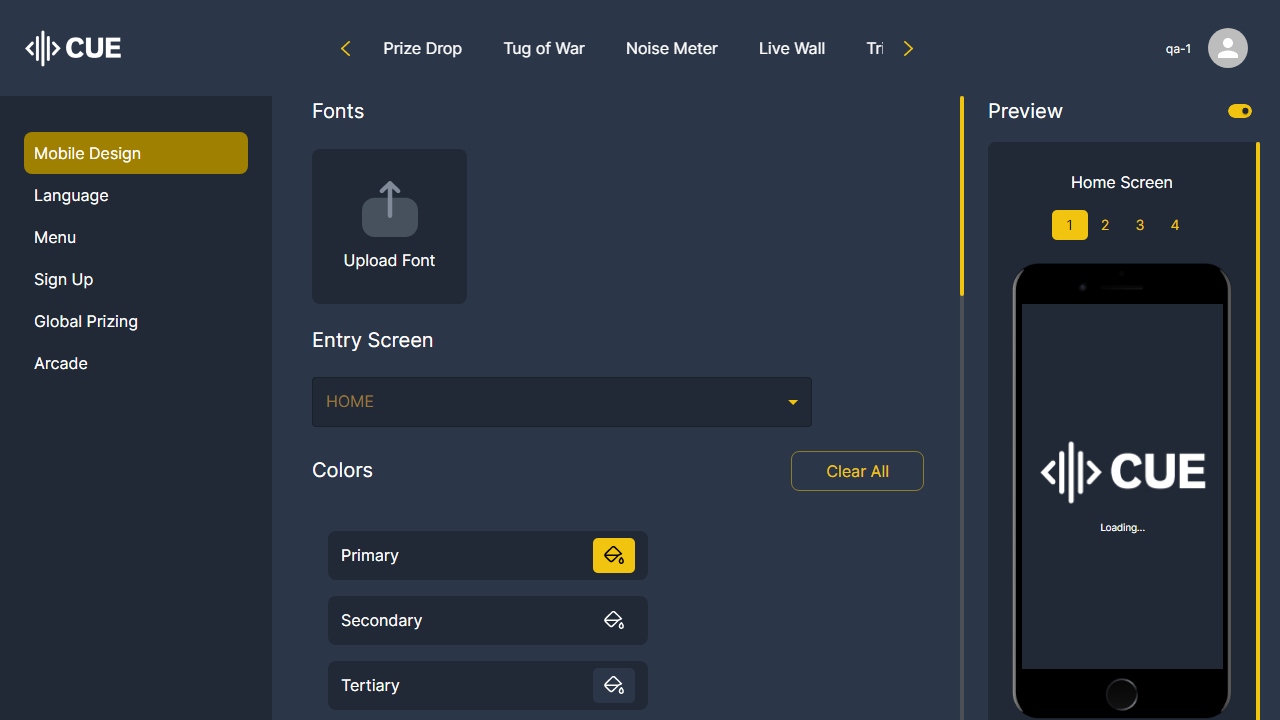 CUE
Prize Drop
Tug of War
Noise Meter
Live Wall
Tri
qa-1
Mobile Design
Language
Menu
Sign Up
Global Prizing
Arcade
Fonts
Upload Font
Entry Screen
HOME
Colors
Clear All
Primary
Secondary
Tertiary
Preview
Home Screen
1 2 3 4
CUE
Loading...